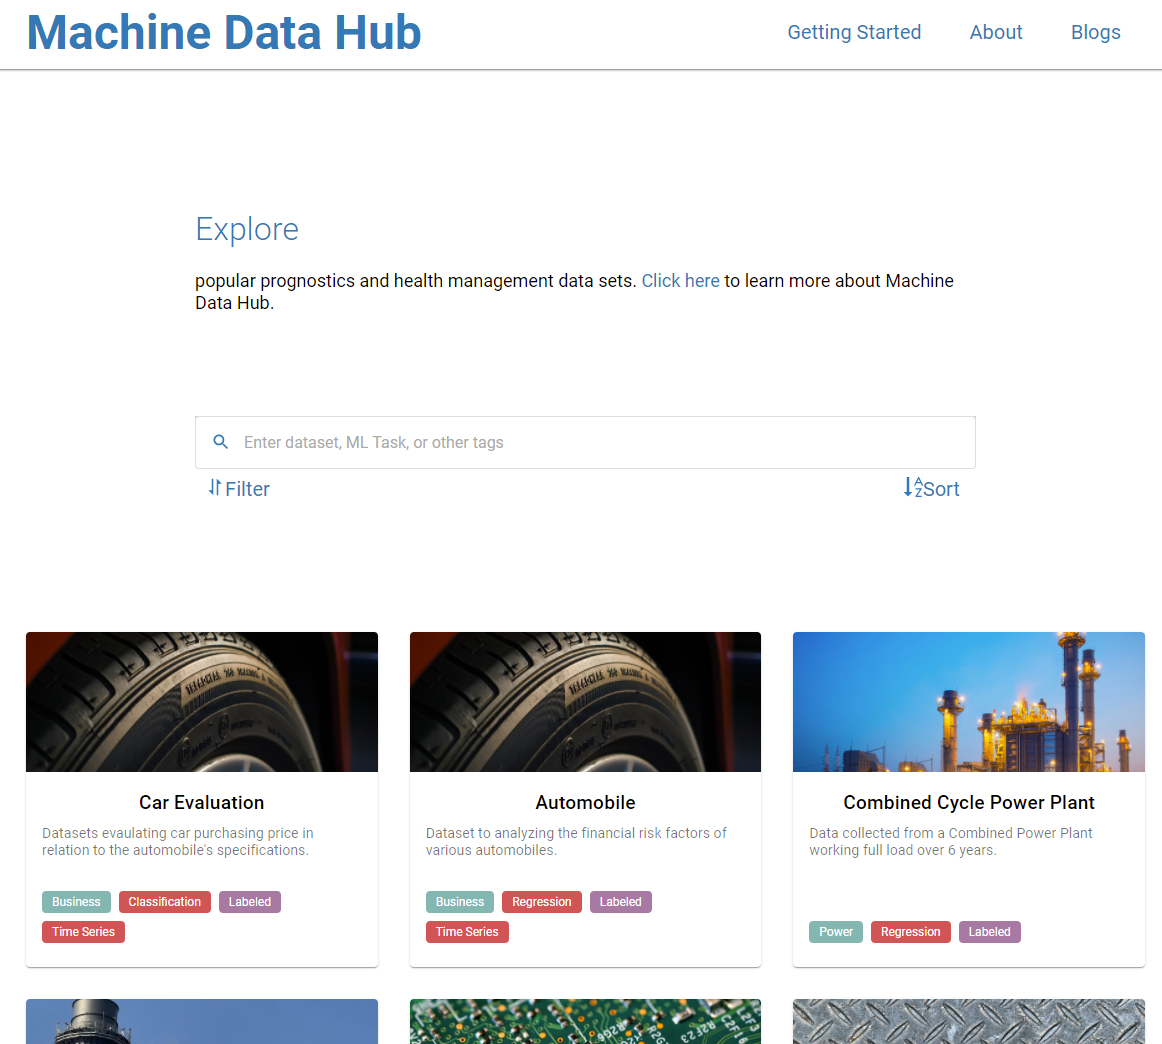 Machine Data Hub
Getting Started About Blogs
Explore
popular prognostics and health management data sets. Click here to learn more about Machine
Data Hub.
Enter dataset, ML Task, or other tags
Filter
Sort
Car Evaluation
Datasets evaulating car purchasing price in
relation to the automobile's specifications.
Business Classification Labeled
Time Series
Automobile
Dataset to analyzing the financial risk factors of
various automobiles.
Business Regression Labeled
Time Series
Combined Cycle Power Plant
Data collected from a Combined Power Plant
working full load over 6 years.
Power Regression Labeled